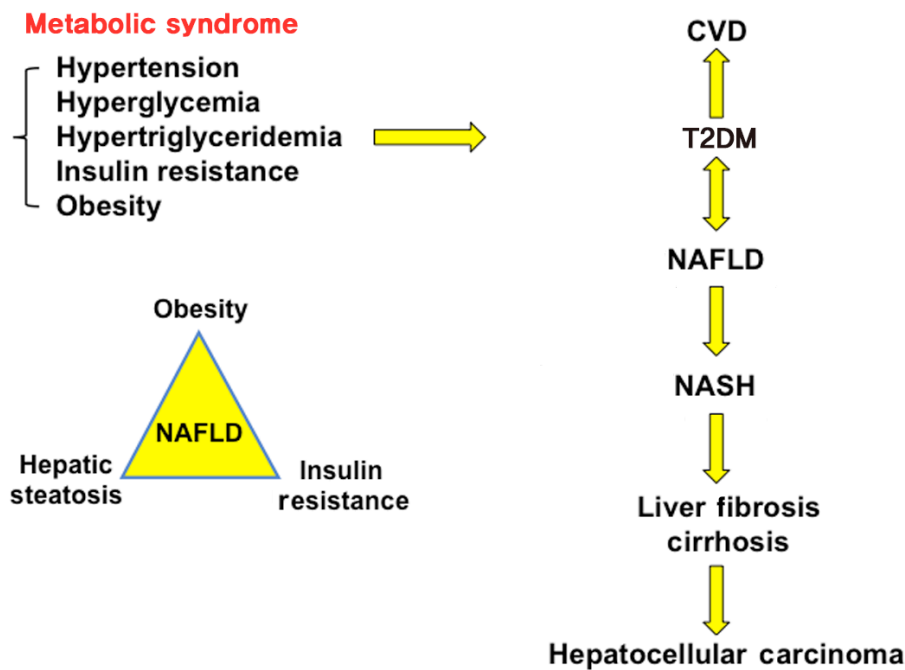 Metabolic syndrome
Hypertension
Hyperglycemia
Hypertriglyceridemia
Insulin resistance
Obesity
CVD
T2DM
NAFLD
NASH
Liver fibrosis
cirrhosis
Hepatocellular carcinoma
Obesity
NAFLD
Hepatic
steatosis
Insulin
resistance